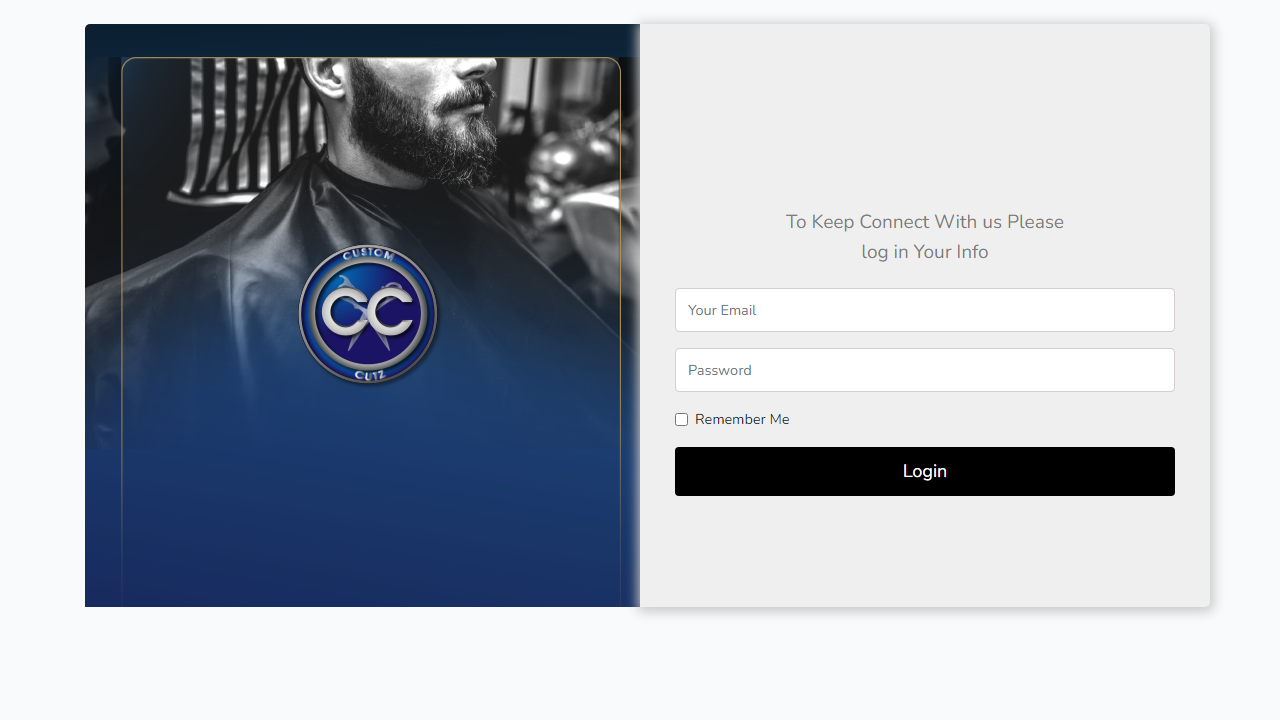 CUSTOM
CC
CUTZ
To Keep Connect With us Please
log in Your Info
Your Email
Password
Remember Me
Login